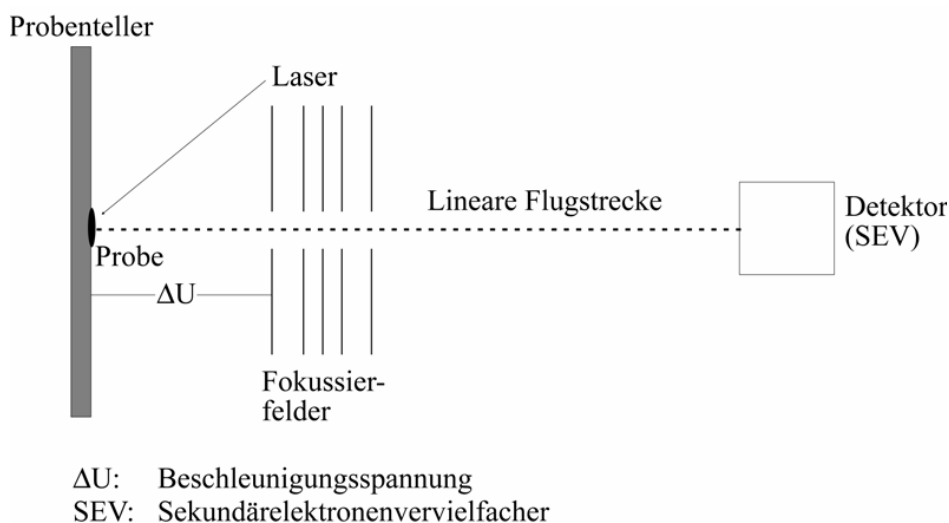 Probenteller
Laser
Lineare Flugstrecke
Detektor
(SEV)
Probe
ΔU
Fokussier-
felder
ΔU: Beschleunigungsspannung
SEV: Sekundärelektronenvervielfacher